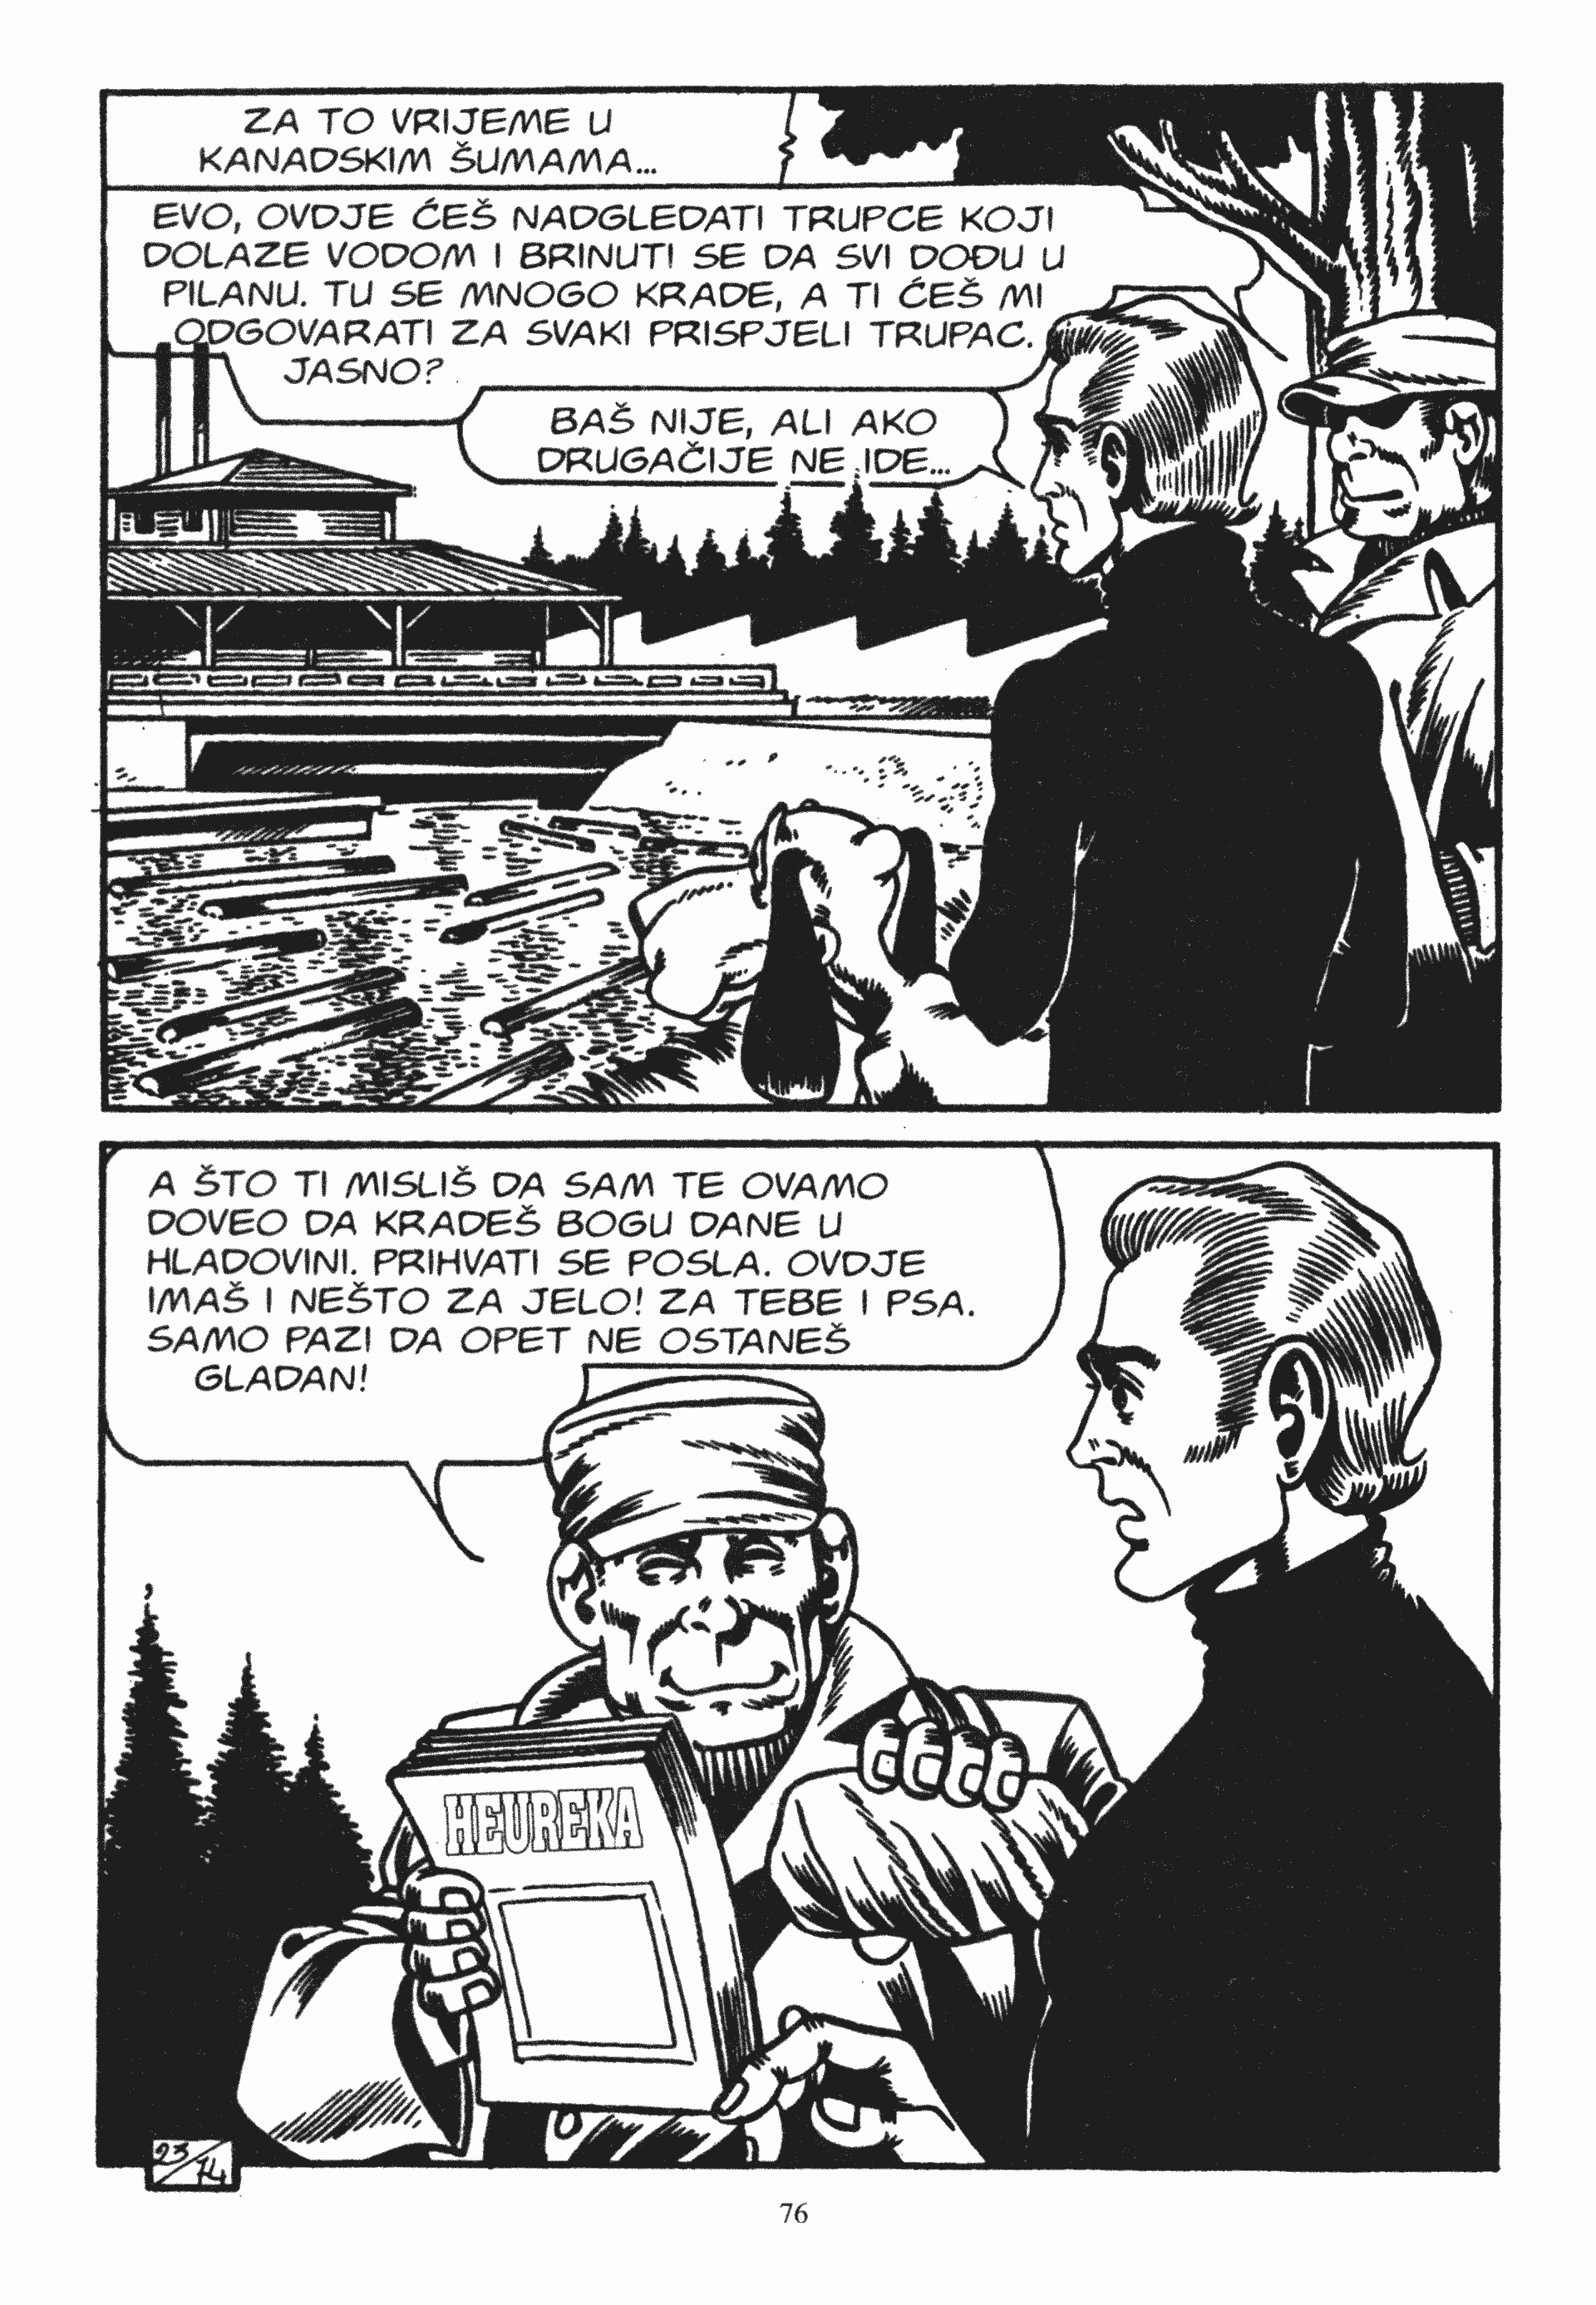 ZA TO VRIJEME U
KANADSKIM ŠUMAMA...
EVO, OVDJE ĆEŠ NADGLEDATI TRUPCE KOJI
DOLAZE VODOM I BRINUTI SE DA SVI DOĐU U
PILANU. TU SE MNOGO KRADE, A TI ĆEŠ MI
ODGOVARATI ZA SVAKI PRISPJELI TRUPAC.
JASNO?
BAŠ NIJE, ALI AKO
DRUGAČIJE NE IDE...
A ŠTO TI MISLIŠ DA SAM TE OVAMO
DOVEO DA KRADEŠ BOGU DANE U
HLADOVINI. PRIHVATI SE POSLA. OVDJE
IMAŠ I NEŠTO ZA JELO! ZA TEBE I PSA.
SAMO PAZI DA OPET NE OSTANEŠ
GLADAN!
HEUREKA
23/74
76